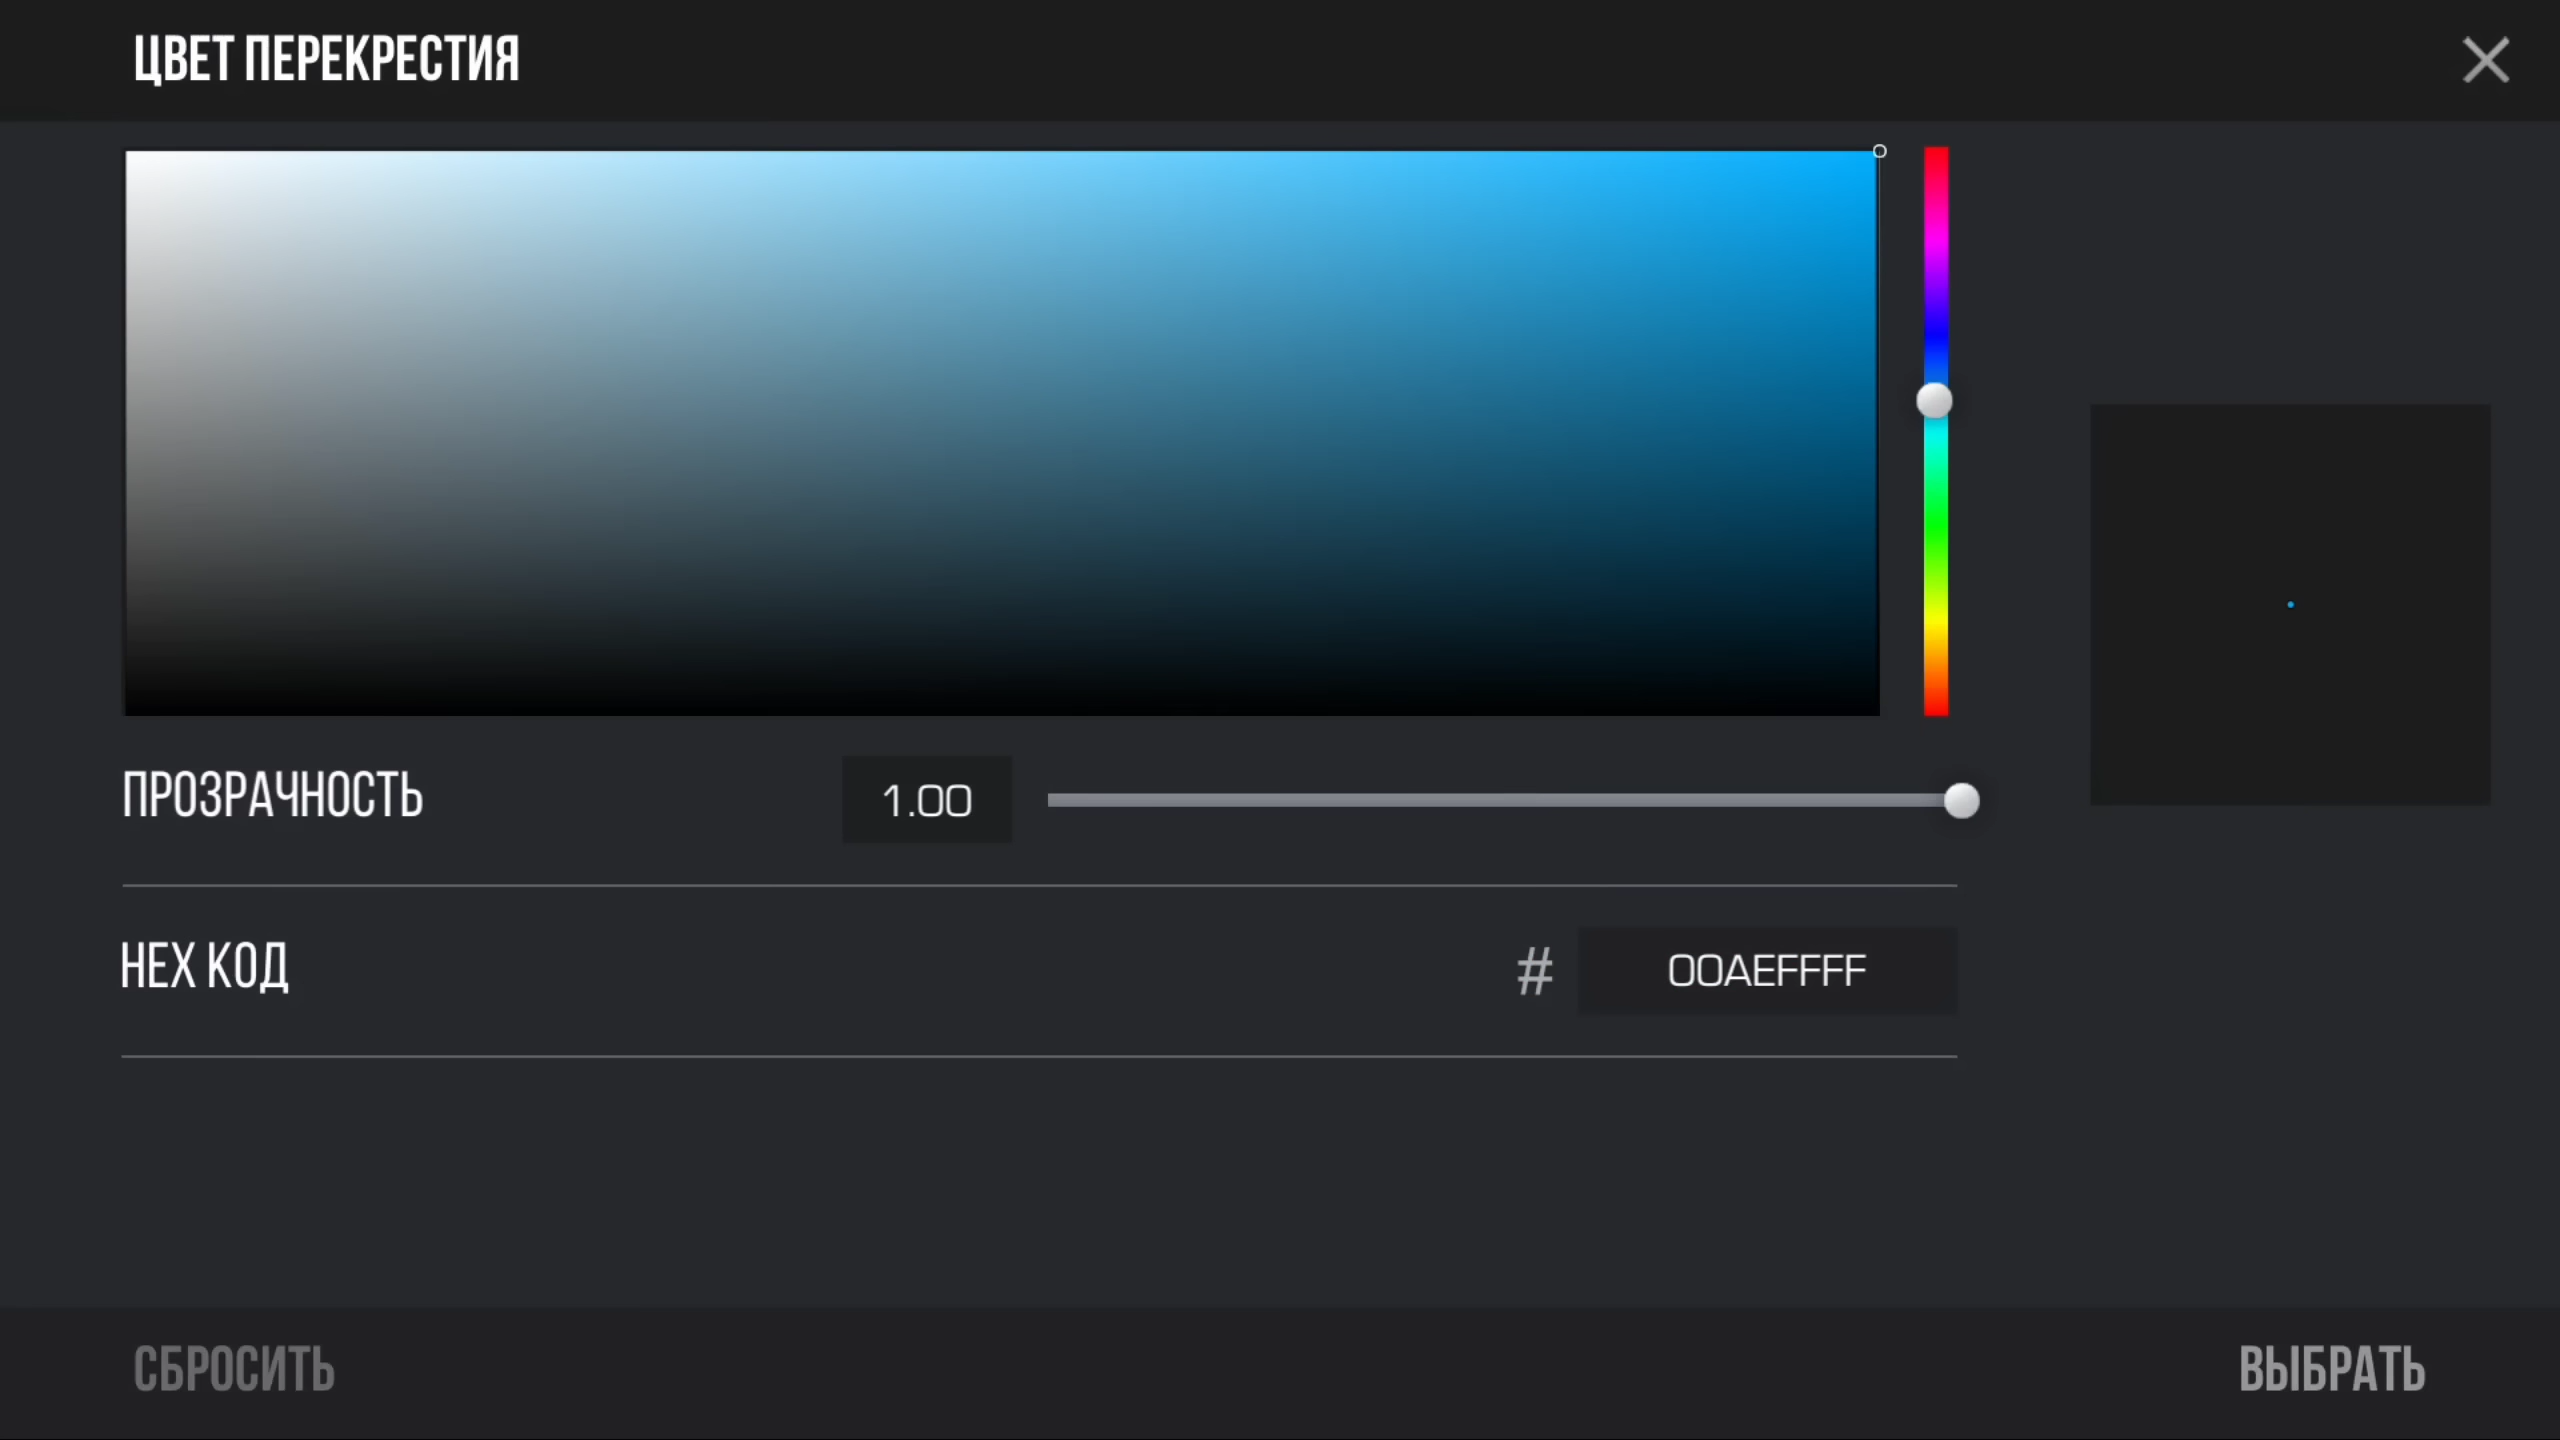 ЦВЕТ ПЕРЕКРЕСТИЯ
ПРОЗРАЧНОСТЬ 1.00
HEX КОД # 00AEFFFF
СБРОСИТЬ ВЫБРАТЬ